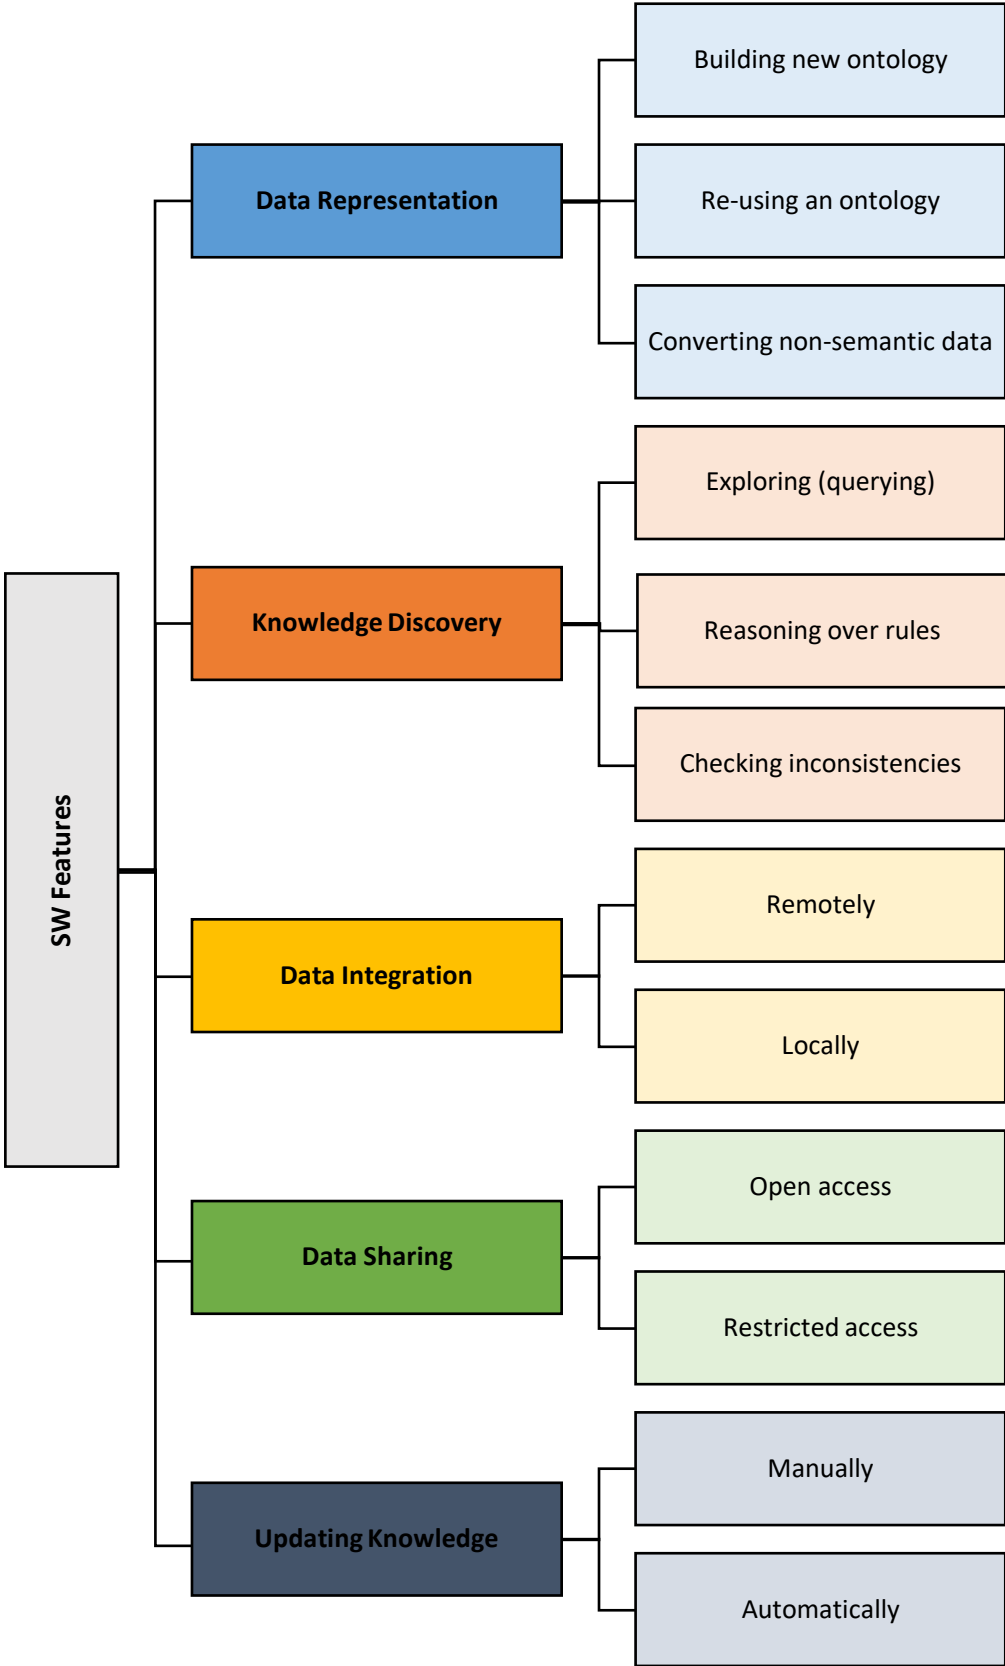 SW Features
Data Representation
Building new ontology
Re-using an ontology
Converting non-semantic data
Knowledge Discovery
Exploring (querying)
Reasoning over rules
Checking inconsistencies
Data Integration
Remotely
Locally
Data Sharing
Open access
Restricted access
Updating Knowledge
Manually
Automatically